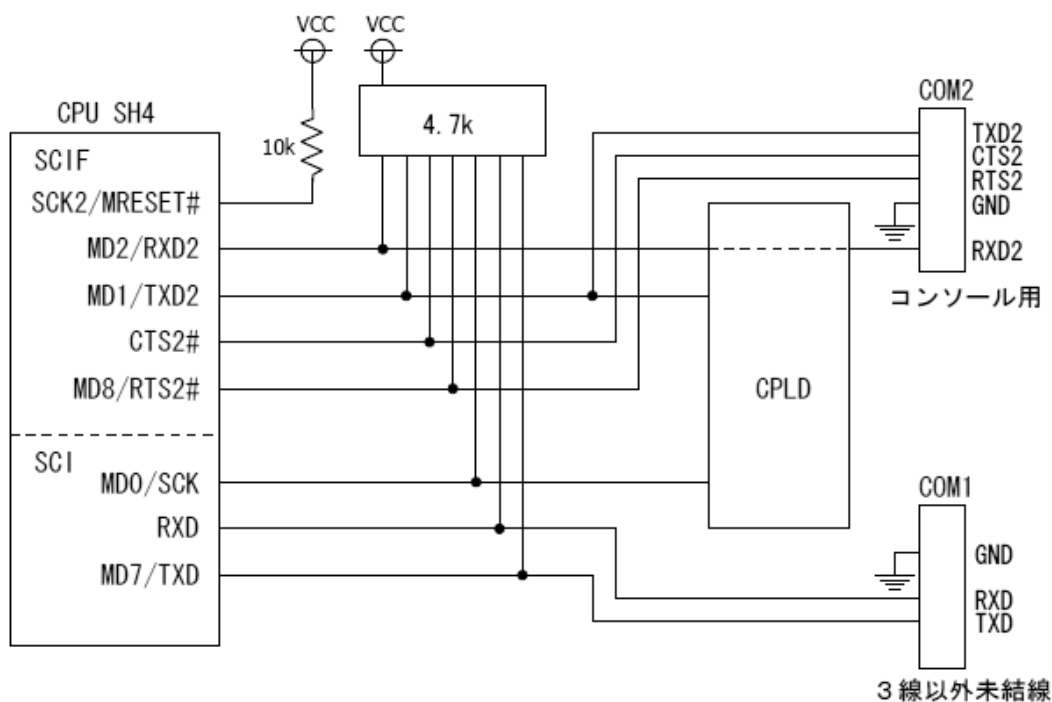 VCC
VCC
CPU SH4
4.7k
10k
COM2
SCIF
SCK2/MRESET#
MD2/RXD2
MD1/TXD2
CTS2#
MD8/RTS2#
TXD2
CTS2
RTS2
GND
RXD2
コンソール用
CPLD
SCI
MD0/SCK
RXD
MD7/TXD
COM1
GND
RXD
TXD
3線以外未結線